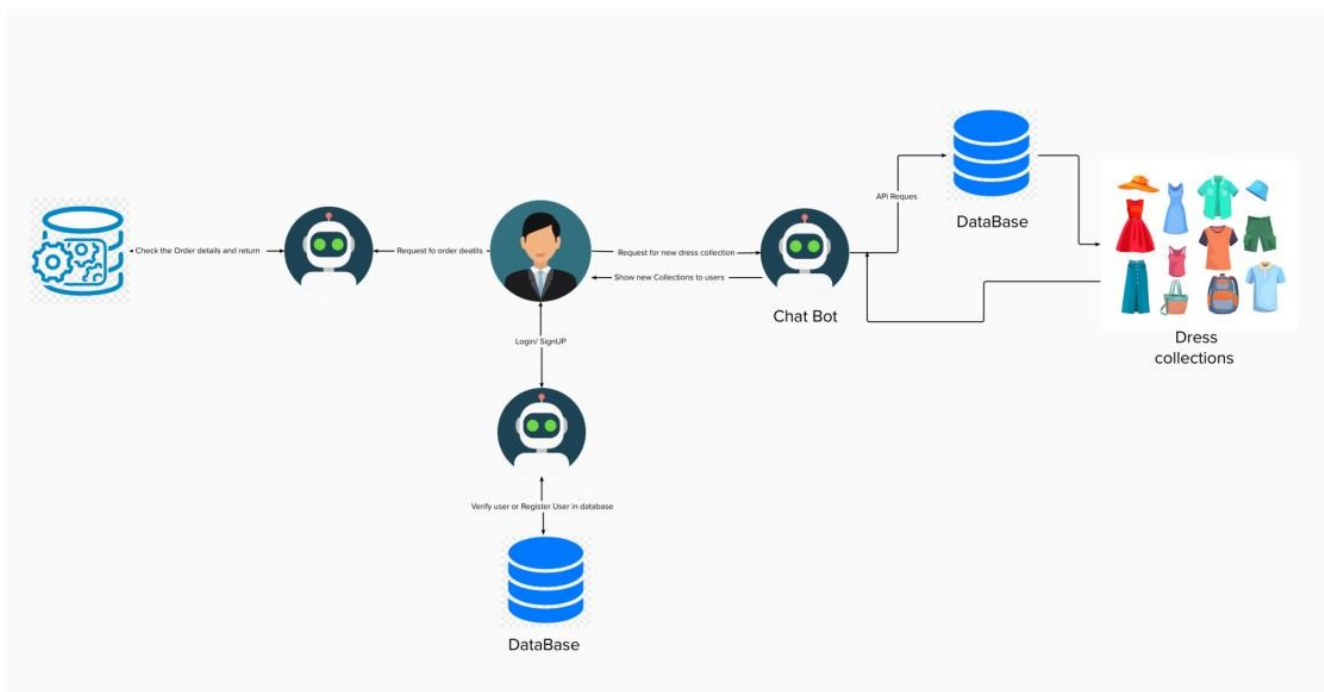 APi Reques
DataBase
Check the Order details and return
Request fo order deatils
Request for new dress collection
Show new Collections to users
Chat Bot
Dress
collections
Login/ SignUP
Verify user or Register User in database
DataBase